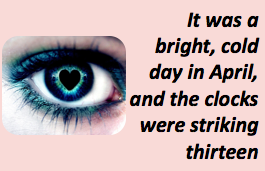 It was a
bright, cold
day in April,
and the clocks
were striking
thirteen